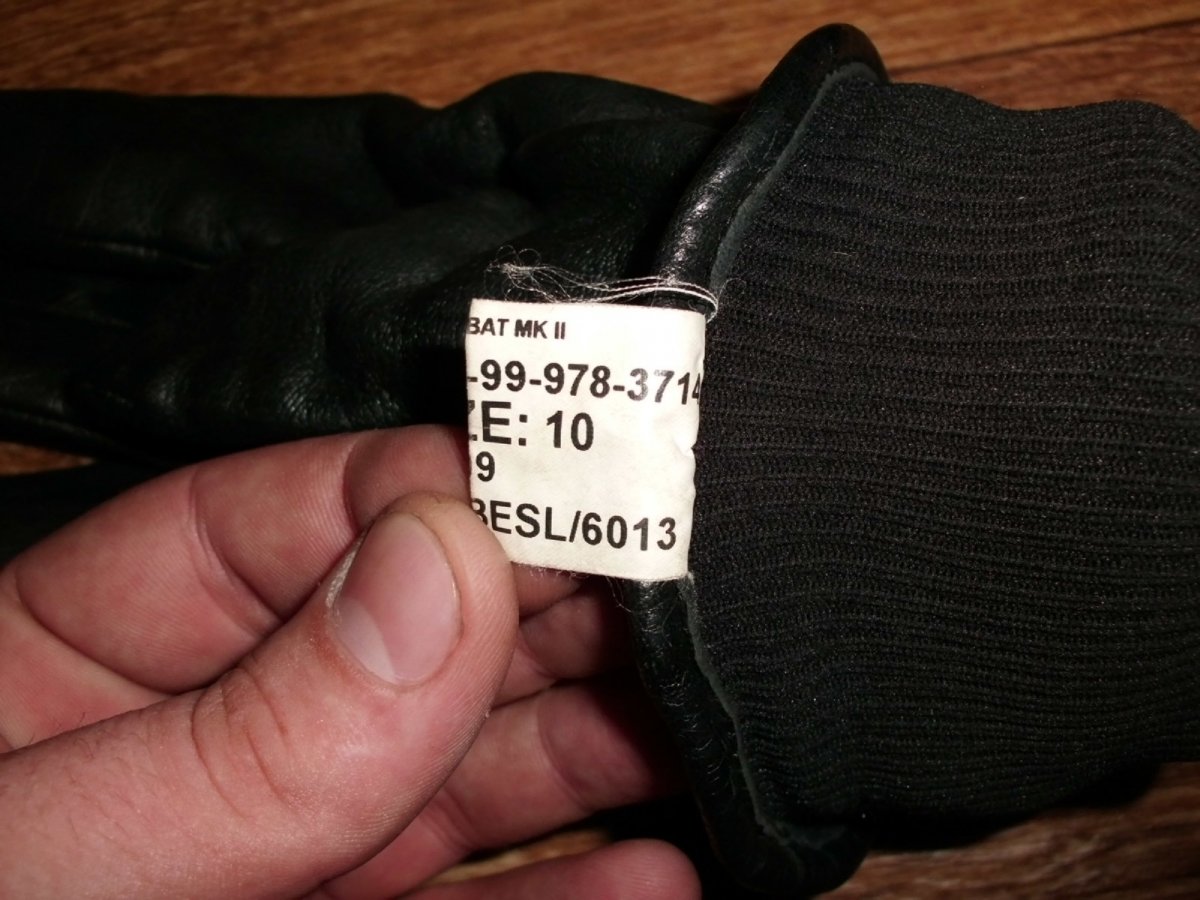 BAT MK II
-99-978-3714
ZE: 10
9
BESL/6013